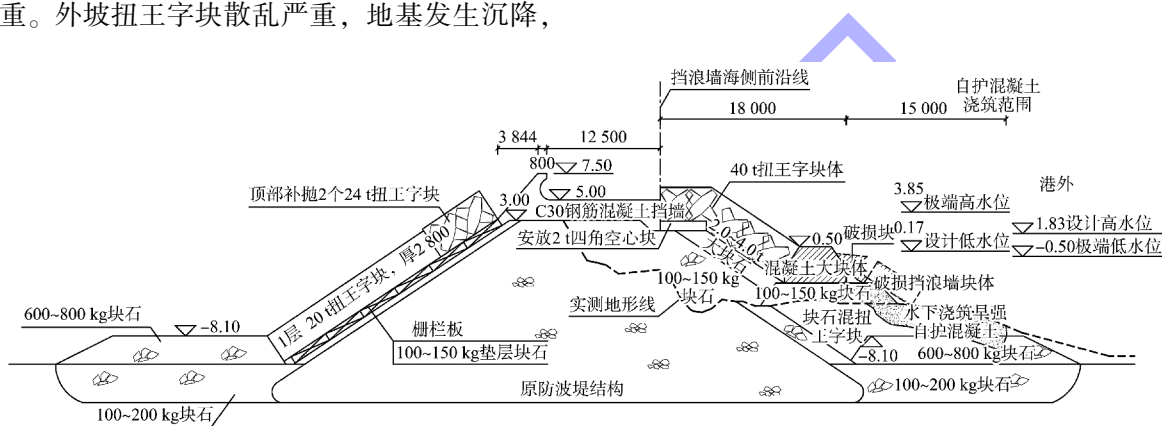 重。外坡扭王字块散乱严重，地基发生沉降，
挡浪墙海侧前沿线
自护混凝土
浇筑范围
18 000
15 000
3 844
12 500
800
7.50
40 t扭王字块体
港外
顶部补抛2个24 t扭王字块
5.00
3.85
极端高水位
3.00
C30钢筋混凝土挡墙
1.83设计高水位
安放2 t四角空心块
2.0~4.0 t
大块石
0.50
破损块
0.17
设计低水位
-0.50极端低水位
1层 20 t扭王字块，厚2 800
混凝土大块体
100~150 kg
块石
100~150 kg块石
破损挡浪墙块体
实测地形线
600~800 kg块石
-8.10
栅栏板
块石混扭
王字块
水下浇筑早强
自护混凝土
100~150 kg垫层块石
-8.10
600~800 kg块石
原防波堤结构
100~200 kg块石
100~200 kg块石